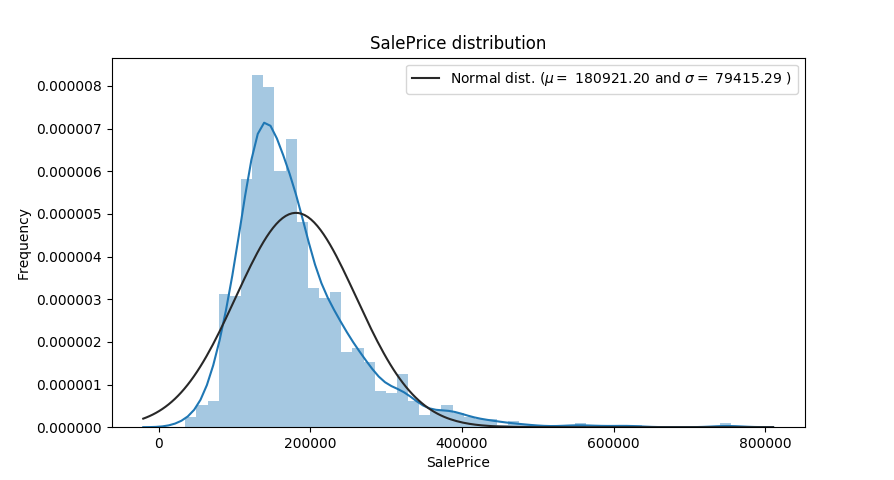 SalePrice distribution
Normal dist. (μ = 180921.20 and σ = 79415.29 )
0.000008
0.000007
0.000006
0.000005
0.000004
0.000003
0.000002
0.000001
0.000000
Frequency
0 200000 400000 600000 800000
SalePrice